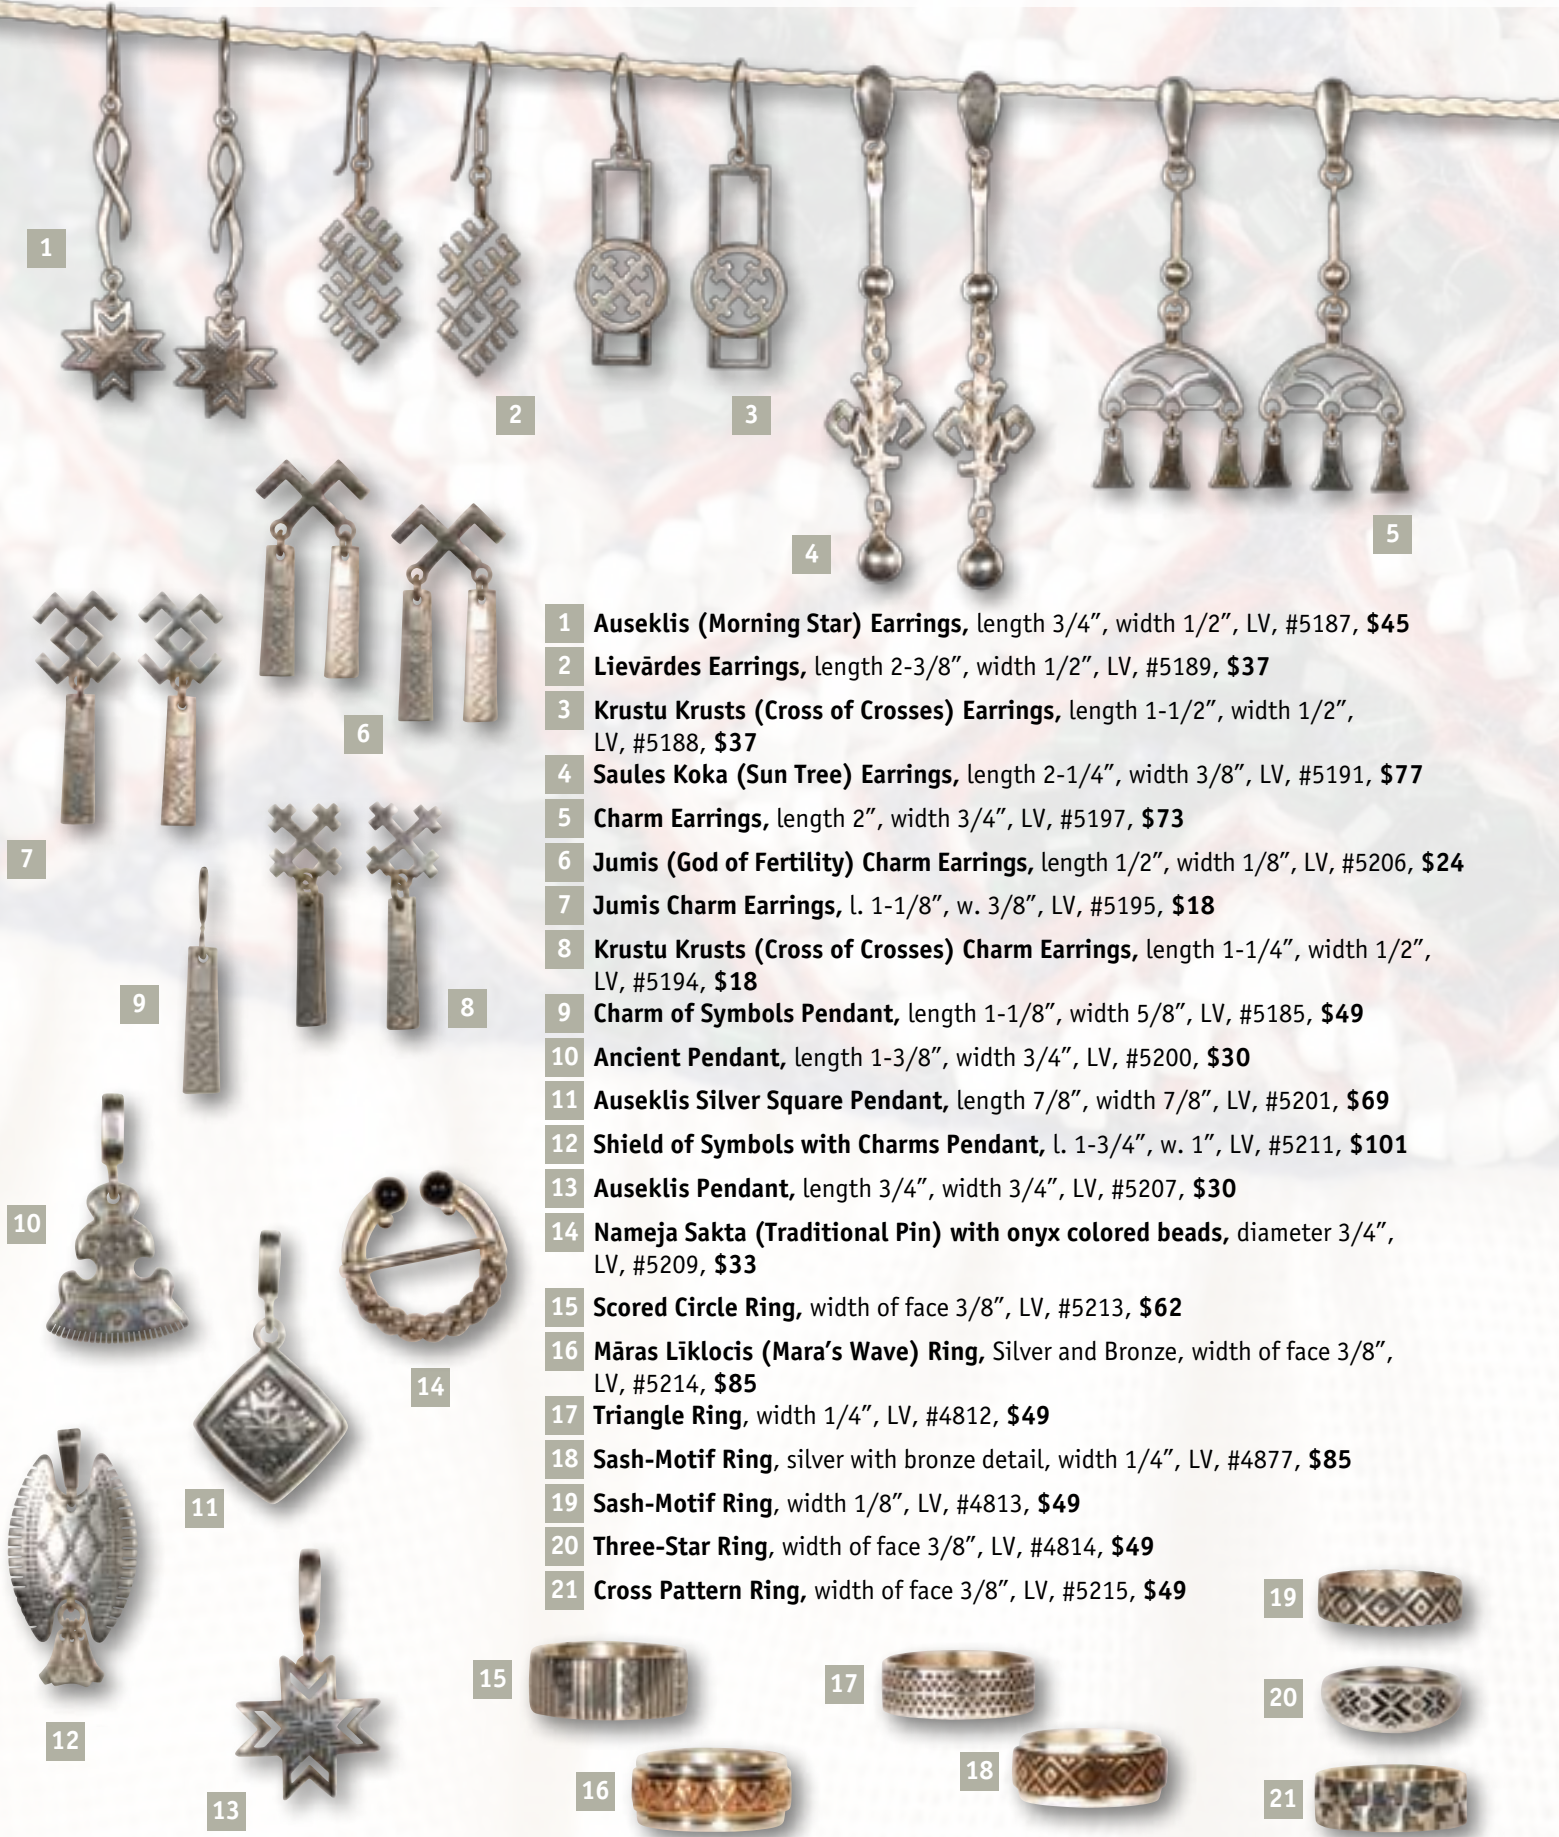 1
2
3
4
5
6
7
8
9
10
11
12
13
14
15
16
17
18
19
20
21
1 Auseklis (Morning Star) Earrings, length 3/4″, width 1/2″, LV, #5187, $45
2 Lievārdes Earrings, length 2-3/8″, width 1/2″, LV, #5189, $37
3 Krustu Krusts (Cross of Crosses) Earrings, length 1-1/2″, width 1/2″,
LV, #5188, $37
4 Saules Koka (Sun Tree) Earrings, length 2-1/4″, width 3/8″, LV, #5191, $77
5 Charm Earrings, length 2″, width 3/4″, LV, #5197, $73
6 Jumis (God of Fertility) Charm Earrings, length 1/2″, width 1/8″, LV, #5206, $24
7 Jumis Charm Earrings, l. 1-1/8″, w. 3/8″, LV, #5195, $18
8 Krustu Krusts (Cross of Crosses) Charm Earrings, length 1-1/4″, width 1/2″,
LV, #5194, $18
9 Charm of Symbols Pendant, length 1-1/8″, width 5/8″, LV, #5185, $49
10 Ancient Pendant, length 1-3/8″, width 3/4″, LV, #5200, $30
11 Auseklis Silver Square Pendant, length 7/8″, width 7/8″, LV, #5201, $69
12 Shield of Symbols with Charms Pendant, l. 1-3/4″, w. 1″, LV, #5211, $101
13 Auseklis Pendant, length 3/4″, width 3/4″, LV, #5207, $30
14 Nameja Sakta (Traditional Pin) with onyx colored beads, diameter 3/4″,
LV, #5209, $33
15 Scored Circle Ring, width of face 3/8″, LV, #5213, $62
16 Māras Līklocis (Mara’s Wave) Ring, Silver and Bronze, width of face 3/8″,
LV, #5214, $85
17 Triangle Ring, width 1/4″, LV, #4812, $49
18 Sash-Motif Ring, silver with bronze detail, width 1/4″, LV, #4877, $85
19 Sash-Motif Ring, width 1/8″, LV, #4813, $49
20 Three-Star Ring, width of face 3/8″, LV, #4814, $49
21 Cross Pattern Ring, width of face 3/8″, LV, #5215, $49